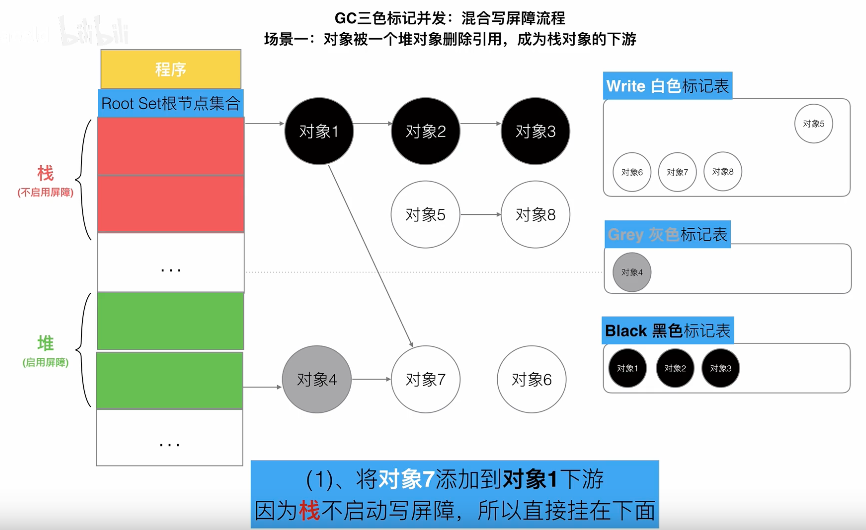 GC三色标记并发：混合写屏障流程
场景一：对象被一个堆对象删除引用，成为栈对象的下游
bilibili
程序
Root Set根节点集合
栈
(不启用屏障)
...
堆
(启用屏障)
...
对象1
对象2
对象3
对象5
对象8
对象4
对象7
对象6
Write 白色标记表
对象5
对象6
对象7
对象8
Grey 灰色标记表
对象4
Black 黑色标记表
对象1
对象2
对象3
(1)、将对象7添加到对象1下游
因为栈不启动写屏障，所以直接挂在下面